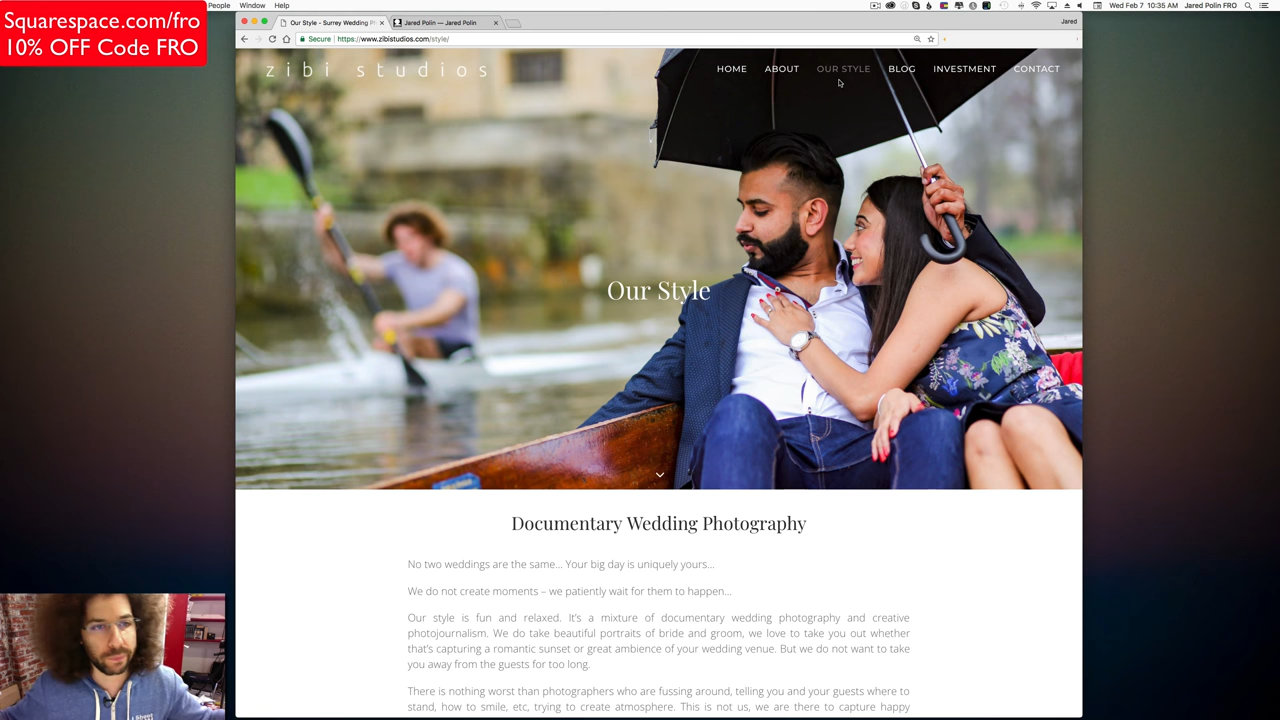 People Window Help
Wed Feb 7 10:35 AM Jared Polin FRO
Squarespace.com/fro
10% OFF Code FRO
Our Style - Surrey Wedding Ph
Jared Polin — Jared Polin
Jared
Secure
https://www.zibistudios.com/style/
zibi studios
HOME ABOUT OUR STYLE BLOG INVESTMENT CONTACT
Our Style
Documentary Wedding Photography
No two weddings are the same... Your big day is uniquely yours...
We do not create moments – we patiently wait for them to happen...
Our style is fun and relaxed. It's a mixture of documentary wedding photography and creative
photojournalism. We do take beautiful portraits of bride and groom, we love to take you out whether
that's capturing a romantic sunset or great ambience of your wedding venue. But we do not want to take
you away from the guests for too long.
There is nothing worst than photographers who are fussing around, telling you and your guests where to
stand, how to smile, etc, trying to create atmosphere. This is not us, we are there to capture happy